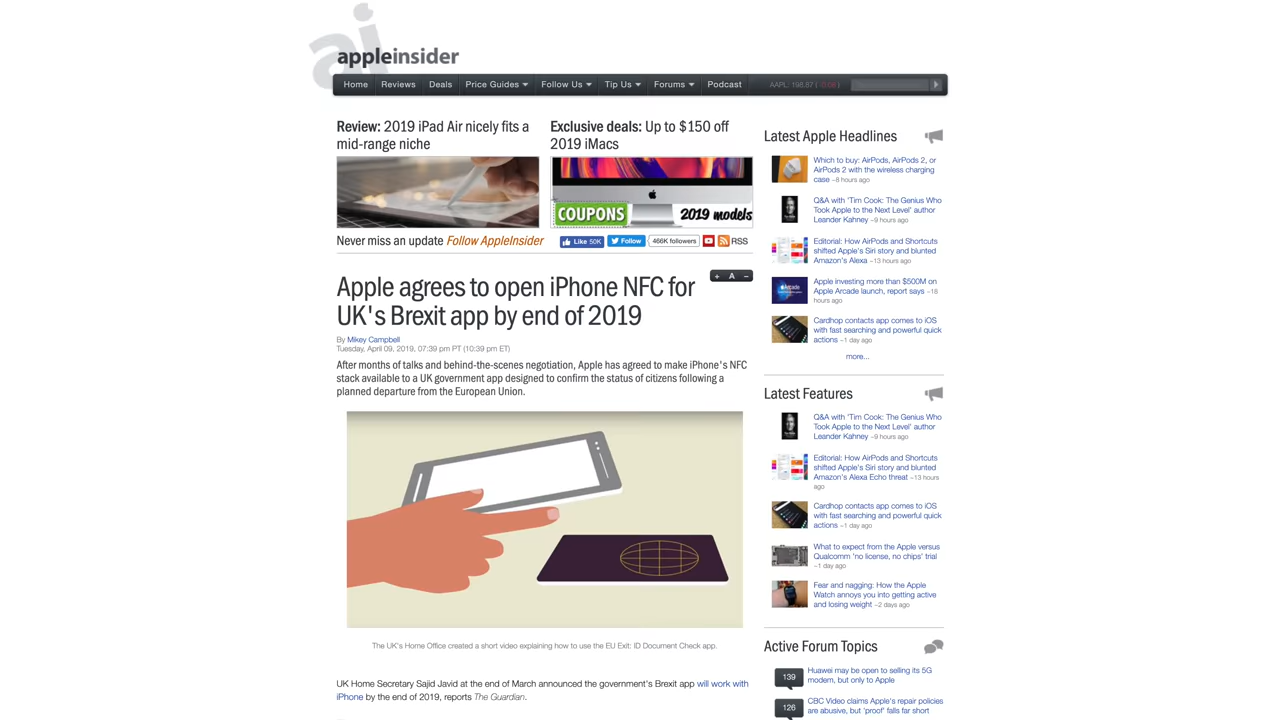 ai
appleinsider
Home Reviews Deals Price Guides Follow Us Tip Us Forums Podcast AAPL: 198.87 ( -0.06 )
Review: 2019 iPad Air nicely fits a
mid-range niche
Exclusive deals: Up to $150 off
2019 iMacs
COUPONS 2019 models
Never miss an update Follow AppleInsider
Like 50K Follow 466K followers RSS
+ A −
Apple agrees to open iPhone NFC for
UK's Brexit app by end of 2019
By Mikey Campbell
Tuesday, April 09, 2019, 07:39 pm PT (10:39 pm ET)
After months of talks and behind-the-scenes negotiation, Apple has agreed to make iPhone's NFC
stack available to a UK government app designed to confirm the status of citizens following a
planned departure from the European Union.
The UK's Home Office created a short video explaining how to use the EU Exit: ID Document Check app.
UK Home Secretary Sajid Javid at the end of March announced the government's Brexit app will work with
iPhone by the end of 2019, reports The Guardian.
Latest Apple Headlines
Which to buy: AirPods, AirPods 2, or
AirPods 2 with the wireless charging
case ~8 hours ago
Q&A with 'Tim Cook: The Genius Who
Took Apple to the Next Level' author
Leander Kahney ~9 hours ago
Editorial: How AirPods and Shortcuts
shifted Apple's Siri story and blunted
Amazon's Alexa ~13 hours ago
Arcade
Apple investing more than $500M on
Apple Arcade launch, report says ~18
hours ago
Cardhop contacts app comes to iOS
with fast searching and powerful quick
actions ~1 day ago
more...
Latest Features
Q&A with 'Tim Cook: The Genius Who
Took Apple to the Next Level' author
Leander Kahney ~9 hours ago
Editorial: How AirPods and Shortcuts
shifted Apple's Siri story and blunted
Amazon's Alexa Echo threat ~13 hours
ago
Cardhop contacts app comes to iOS
with fast searching and powerful quick
actions ~1 day ago
What to expect from the Apple versus
Qualcomm 'no license, no chips' trial
~1 day ago
Fear and nagging: How the Apple
Watch annoys you into getting active
and losing weight ~2 days ago
Active Forum Topics
139
Huawei may be open to selling its 5G
modem, but only to Apple
126
CBC Video claims Apple's repair policies
are abusive, but 'proof' falls far short